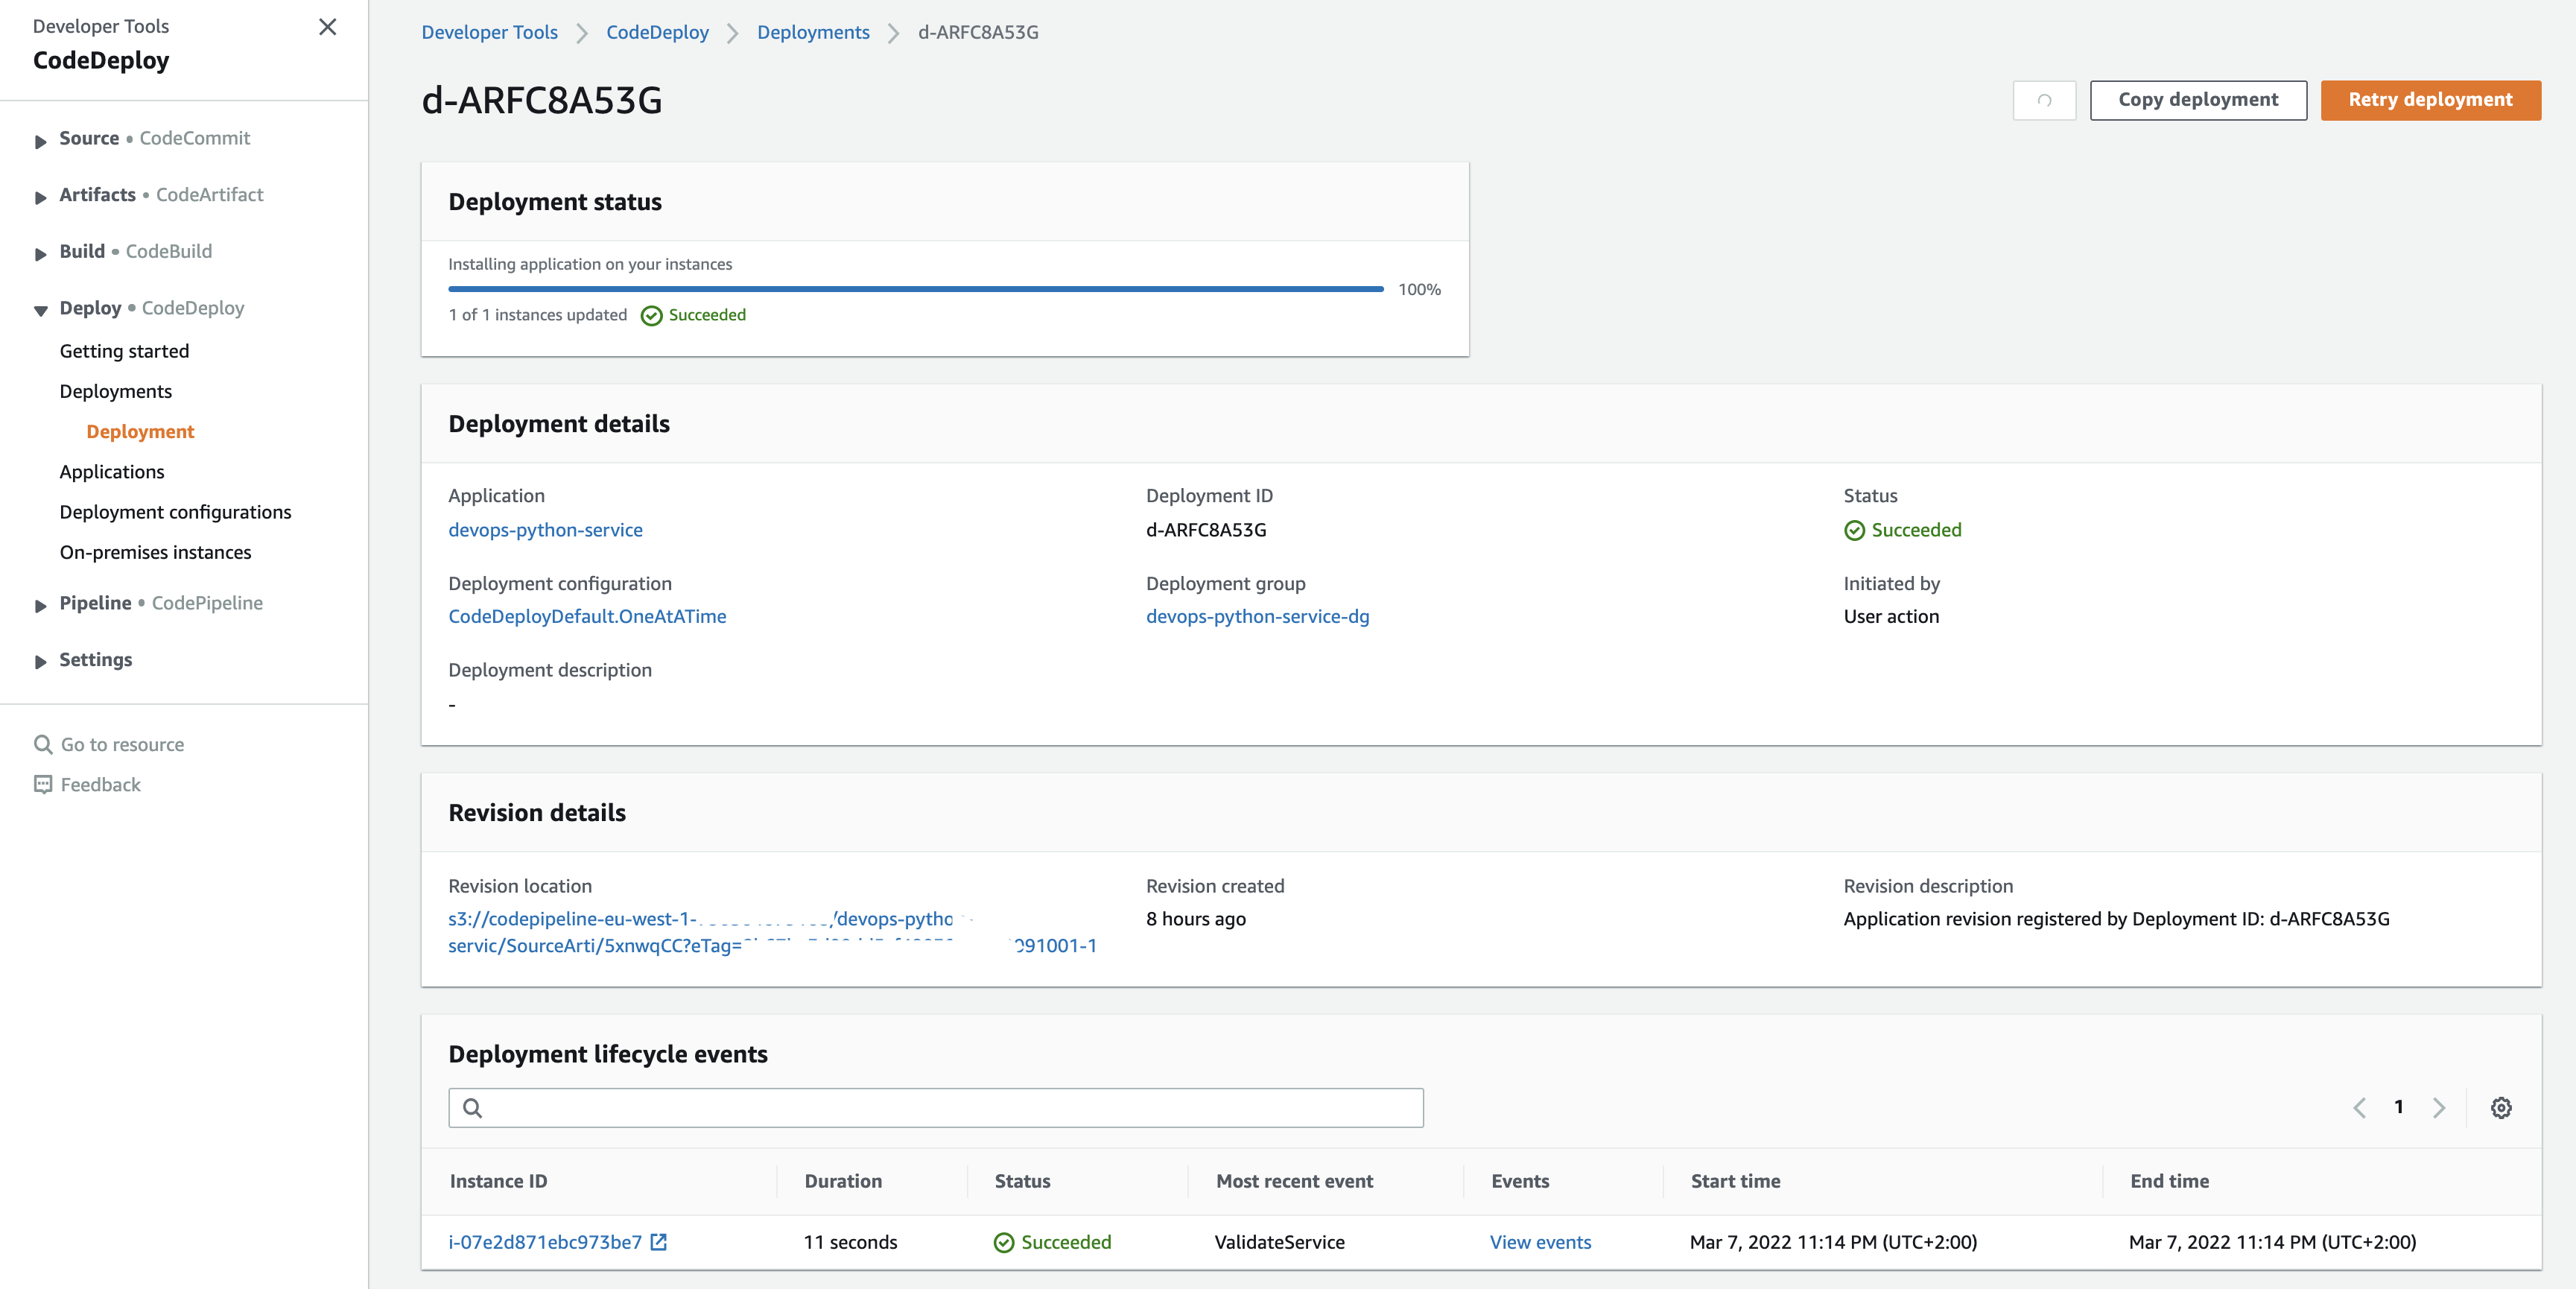 Developer Tools
CodeDeploy
Source • CodeCommit
Artifacts • CodeArtifact
Build • CodeBuild
Deploy • CodeDeploy
Getting started
Deployments
Deployment
Applications
Deployment configurations
On-premises instances
Pipeline • CodePipeline
Settings
Go to resource
Feedback
Developer Tools > CodeDeploy > Deployments > d-ARFC8A53G
d-ARFC8A53G
Copy deployment
Retry deployment
Deployment status
Installing application on your instances
100%
1 of 1 instances updated Succeeded
Deployment details
Application
devops-python-service
Deployment ID
d-ARFC8A53G
Status
Succeeded
Deployment configuration
CodeDeployDefault.OneAtATime
Deployment group
devops-python-service-dg
Initiated by
User action
Deployment description
-
Revision details
Revision location
s3://codepipeline-eu-west-1- /devops-pytho
servic/SourceArti/5xnwqCC?eTag= 091001-1
Revision created
8 hours ago
Revision description
Application revision registered by Deployment ID: d-ARFC8A53G
Deployment lifecycle events
1
Instance ID Duration Status Most recent event Events Start time End time
i-07e2d871ebc973be7 11 seconds Succeeded ValidateService View events Mar 7, 2022 11:14 PM (UTC+2:00) Mar 7, 2022 11:14 PM (UTC+2:00)